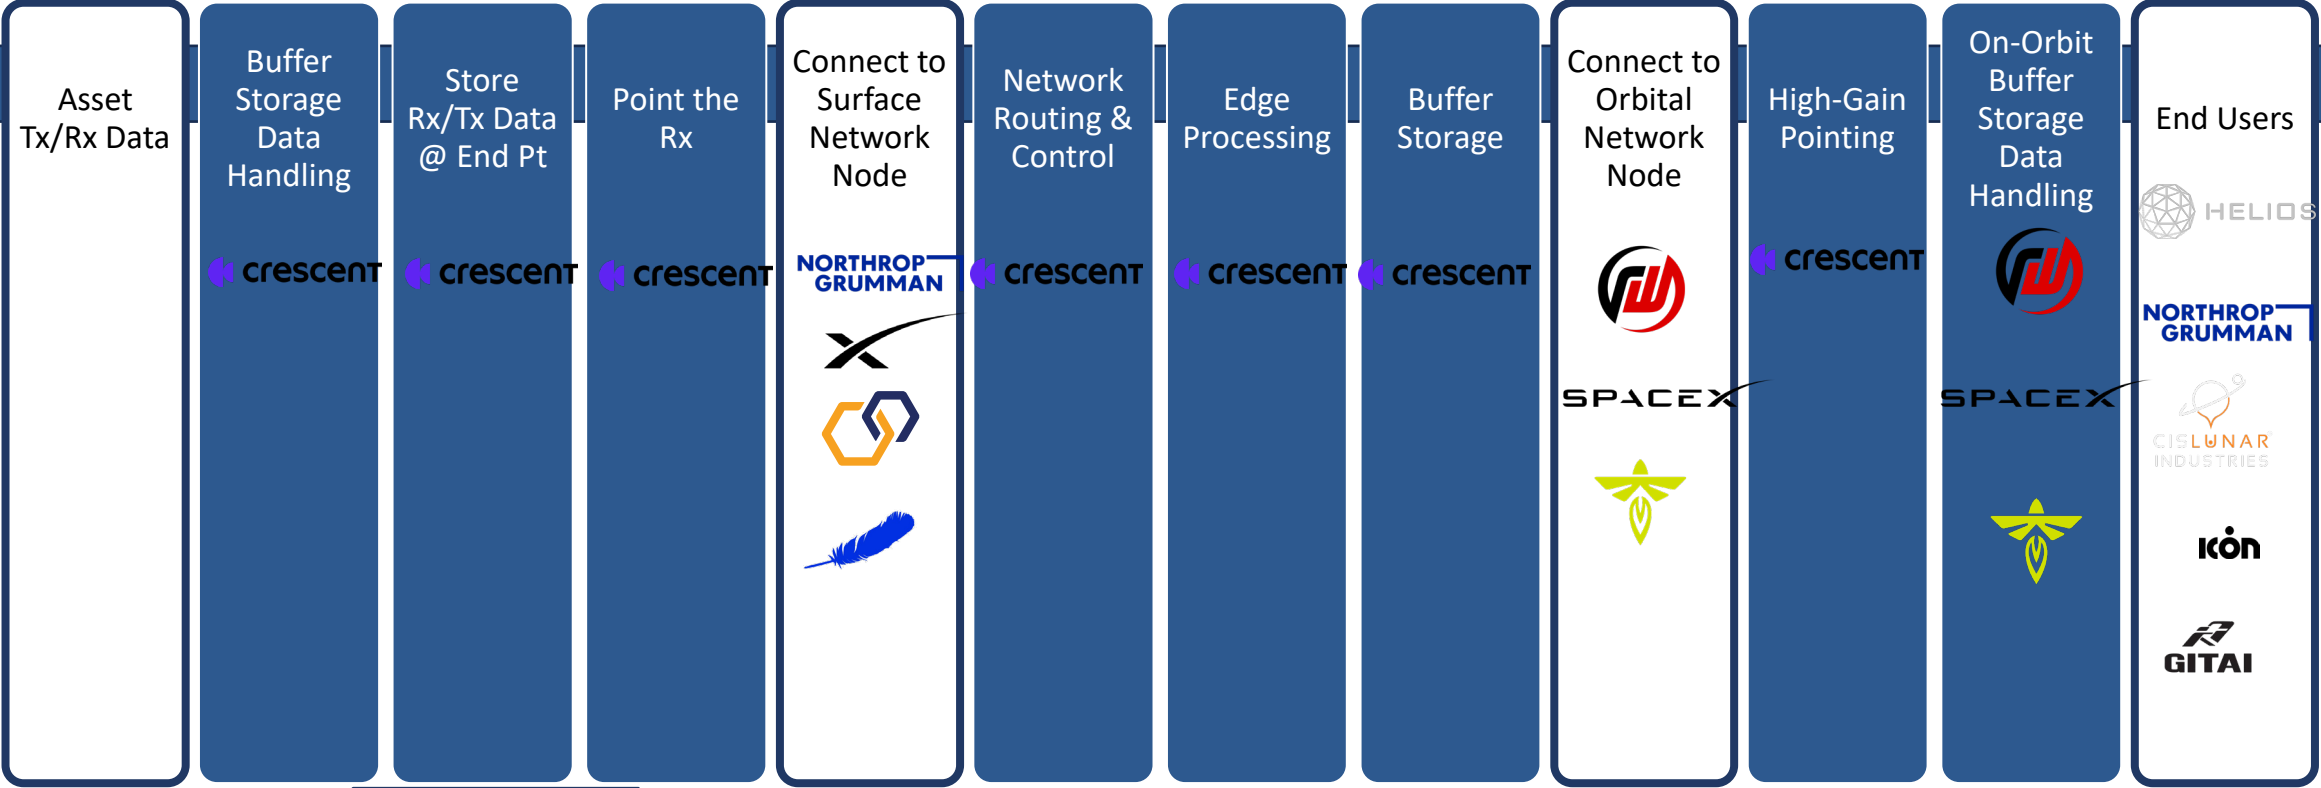 Asset
Tx/Rx Data
Buffer
Storage
Data
Handling
crescent
Store
Rx/Tx Data
@ End Pt
crescent
Point the
Rx
crescent
Connect to
Surface
Network
Node
NORTHROP
GRUMMAN
Network
Routing &
Control
crescent
Edge
Processing
crescent
Buffer
Storage
crescent
Connect to
Orbital
Network
Node
SPACEX
High-Gain
Pointing
crescent
On-Orbit
Buffer
Storage
Data
Handling
SPACEX
End Users
HELIOS
NORTHROP
GRUMMAN
CISLUNAR
INDUSTRIES
ICON
GITAI